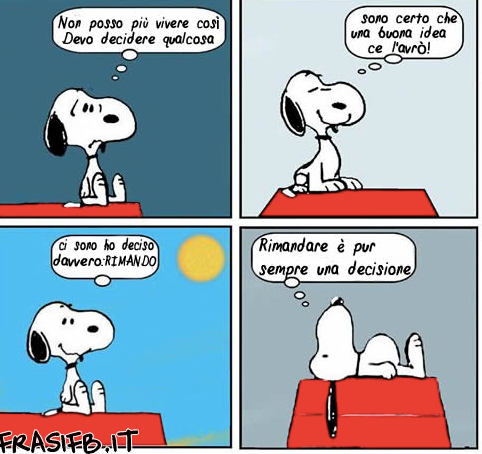 Non posso più vivere così
Devo decidere qualcosa
sono certo che
una buona idea
ce l'avrò!
ci sono ho deciso
davvero:RIMANDO
Rimandare è pur
sempre una decisione
FRASIFB.IT